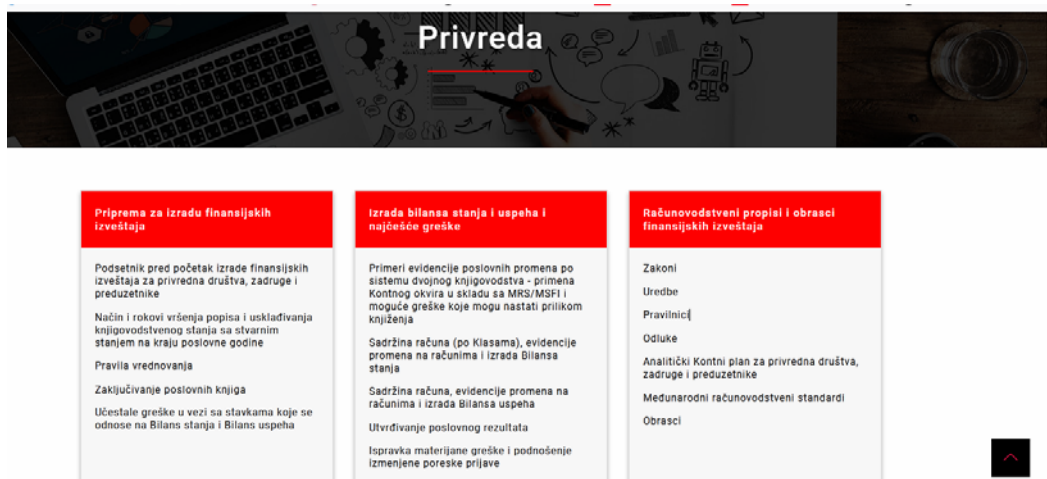 Privreda
Priprema za izradu finansijskih
izveštaja
Podsetnik pred početak izrade finansijskih
izveštaja za privredna društva, zadruge i
preduzetnike
Način i rokovi vršenja popisa i usklađivanja
knjigovodstvenog stanja sa stvarnim
stanjem na kraju poslovne godine
Pravila vrednovanja
Zaključivanje poslovnih knjiga
Učestale greške u vezi sa stavkama koje se
odnose na Bilans stanja i Bilans uspeha
Izrada bilansa stanja i uspeha i
najčešće greške
Primeri evidencije poslovnih promena po
sistemu dvojnog knjigovodstva - primena
Kontnog okvira u skladu sa MRS/MSFI i
moguće greške koje mogu nastati prilikom
knjiženja
Sadržina računa (po Klasama), evidencije
promena na računima i izrada Bilansa
stanja
Sadržina računa, evidencije promena na
računima i izrada Bilansa uspeha
Utvrđivanje poslovnog rezultata
Ispravka materijane greške i podnošenje
izmenjene poreske prijave
Računovodstveni propisi i obrasci
finansijskih izveštaja
Zakoni
Uredbe
Pravilnici
Odluke
Analitički Kontni plan za privredna društva,
zadruge i preduzetnike
Međunarodni računovodstveni standardi
Obrasci